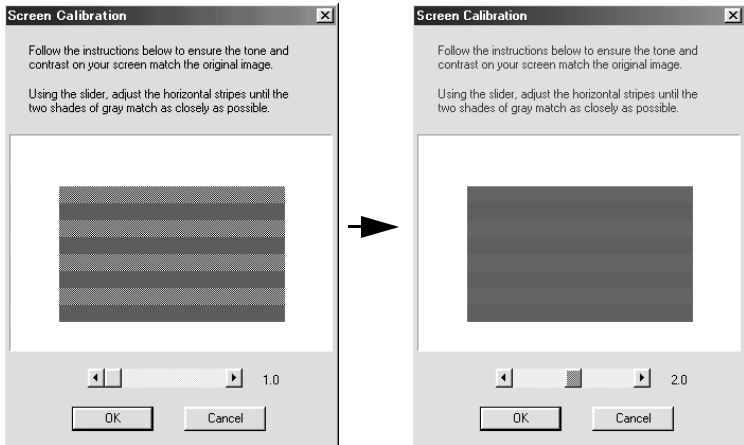 Screen Calibration
Follow the instructions below to ensure the tone and
contrast on your screen match the original image.
Using the slider, adjust the horizontal stripes until the
two shades of gray match as closely as possible.
1.0
OK
Cancel
Screen Calibration
Follow the instructions below to ensure the tone and
contrast on your screen match the original image.
Using the slider, adjust the horizontal stripes until the
two shades of gray match as closely as possible.
2.0
OK
Cancel